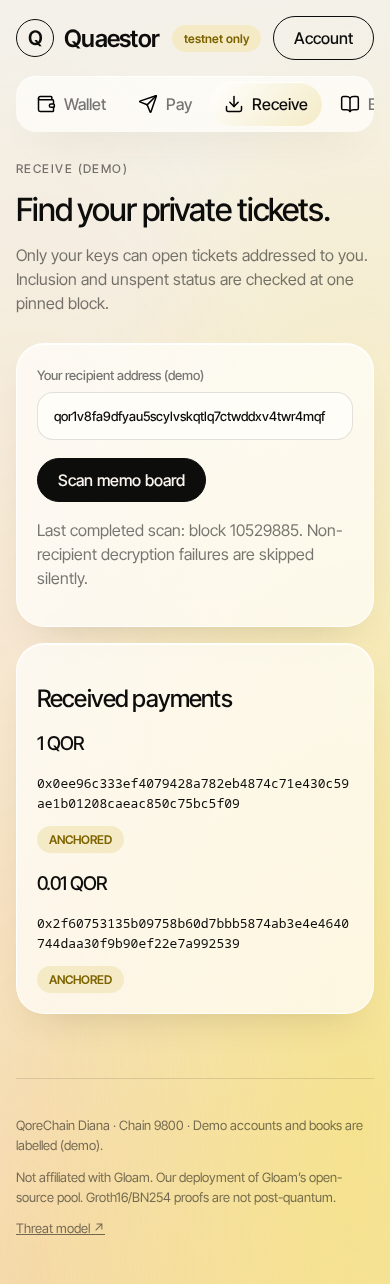 Q Quaestor testnet only Account
Wallet Pay Receive
RECEIVE (DEMO)
Find your private tickets.
Only your keys can open tickets addressed to you.
Inclusion and unspent status are checked at one
pinned block.
Your recipient address (demo)
qor1v8fa9dfyau5scylvskqtlq7ctwddxv4twr4mqf
Scan memo board
Last completed scan: block 10529885. Non-
recipient decryption failures are skipped
silently.
Received payments
1 QOR
0x0ee96c333ef4079428a782eb4874c71e430c59
ae1b01208caeac850c75bc5f09
ANCHORED
0.01 QOR
0x2f60753135b09758b60d7bbb5874ab3e4e4640
744daa30f9b90ef22e7a992539
ANCHORED
QoreChain Diana · Chain 9800 · Demo accounts and books are
labelled (demo).
Not affiliated with Gloam. Our deployment of Gloam’s open-
source pool. Groth16/BN254 proofs are not post-quantum.
Threat model ↗